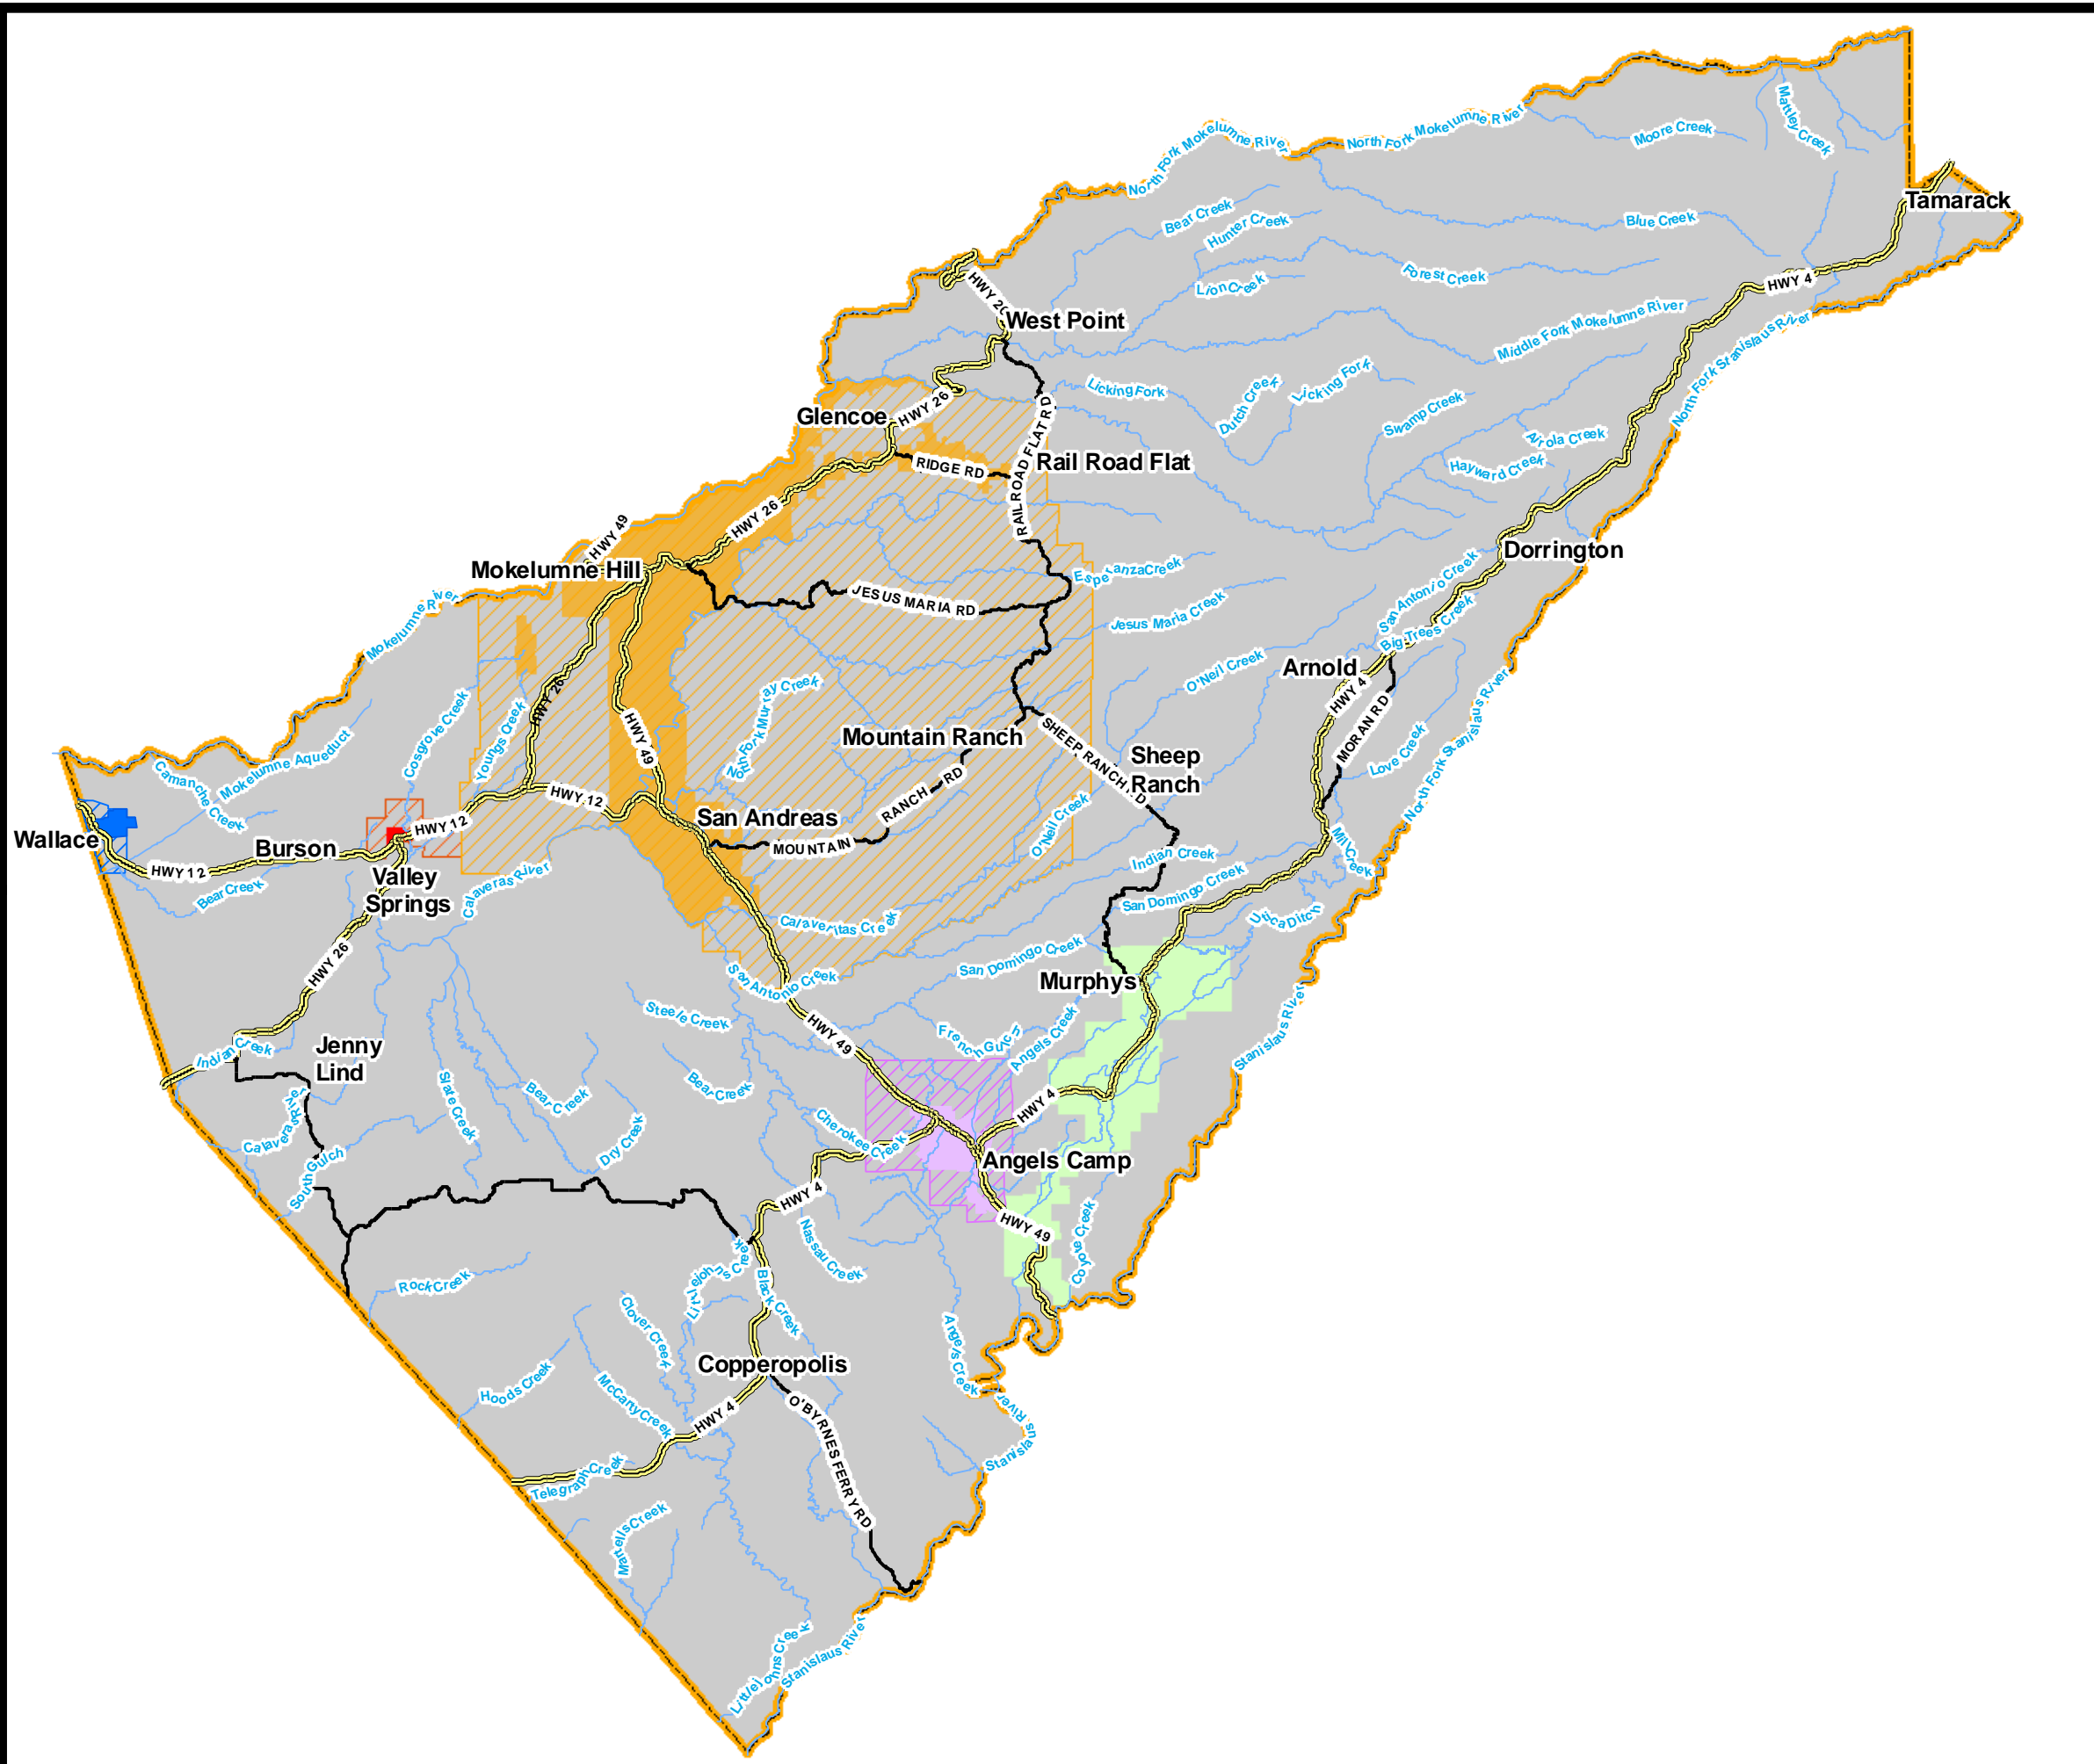 Mattley Creek
Moore Creek
North Fork Mokelumne River
North Fork Mokelumne River
Tamarack
Bear Creek
Hunter Creek
Blue Creek
HWY 4
Forest Creek
Lion Creek
HWY 26
West Point
Middle Fork Mokelumne River
North Fork Stanislaus River
Licking Fork
Dutch Creek
Licking Fork
Swamp Creek
Glencoe
HWY 26
Airola Creek
Hayward Creek
RIDGE RD
RAIL ROAD FLAT RD
Rail Road Flat
HWY 26
HWY 49
Mokelumne Hill
Dorrington
Esperanza Creek
San Antonio Creek
Big Trees Creek
JESUS MARIA RD
Jesus Maria Creek
Mokelumne River
O'Neil Creek
Arnold
HWY 4
MORAN RD
Love Creek
North Fork Stanislaus River
North Fork Murray Creek
HWY 26
HWY 49
Cosgrove Creek
Youngs Creek
Mountain Ranch
SHEEP RANCH RD
Sheep
Ranch
Mokelumne Aqueduct
Camanche Creek
HWY 12
RANCH RD
MOUNTAIN
San Andreas
O'Neil Creek
Wallace
HWY 12
Burson
HWY 12
Valley
Springs
Bear Creek
Calaveras River
Indian Creek
Mill Creek
San Domingo Creek
Utica Ditch
Calaveritas Creek
San Domingo Creek
HWY 26
San Antonio Creek
Murphys
Steele Creek
HWY 49
French Gulch
Angels Creek
Stanislaus River
Indian Creek
Jenny
Lind
Slate Creek
Bear Creek
Bear Creek
Calaveras River
HWY 4
Cherokee Creek
Dry Creek
South Gulch
Angels Camp
HWY 4
HWY 49
Coyote Creek
Nassau Creek
Littlejohns Creek
Black Creek
Rock Creek
Clover Creek
Angels Creek
Copperopolis
Hoods Creek
McCarty Creek
HWY 4
O'BYRNES FERRY RD
Stanislaus River
Telegraph Creek
Martells Creek
Littlejohns Creek
Stanislaus River